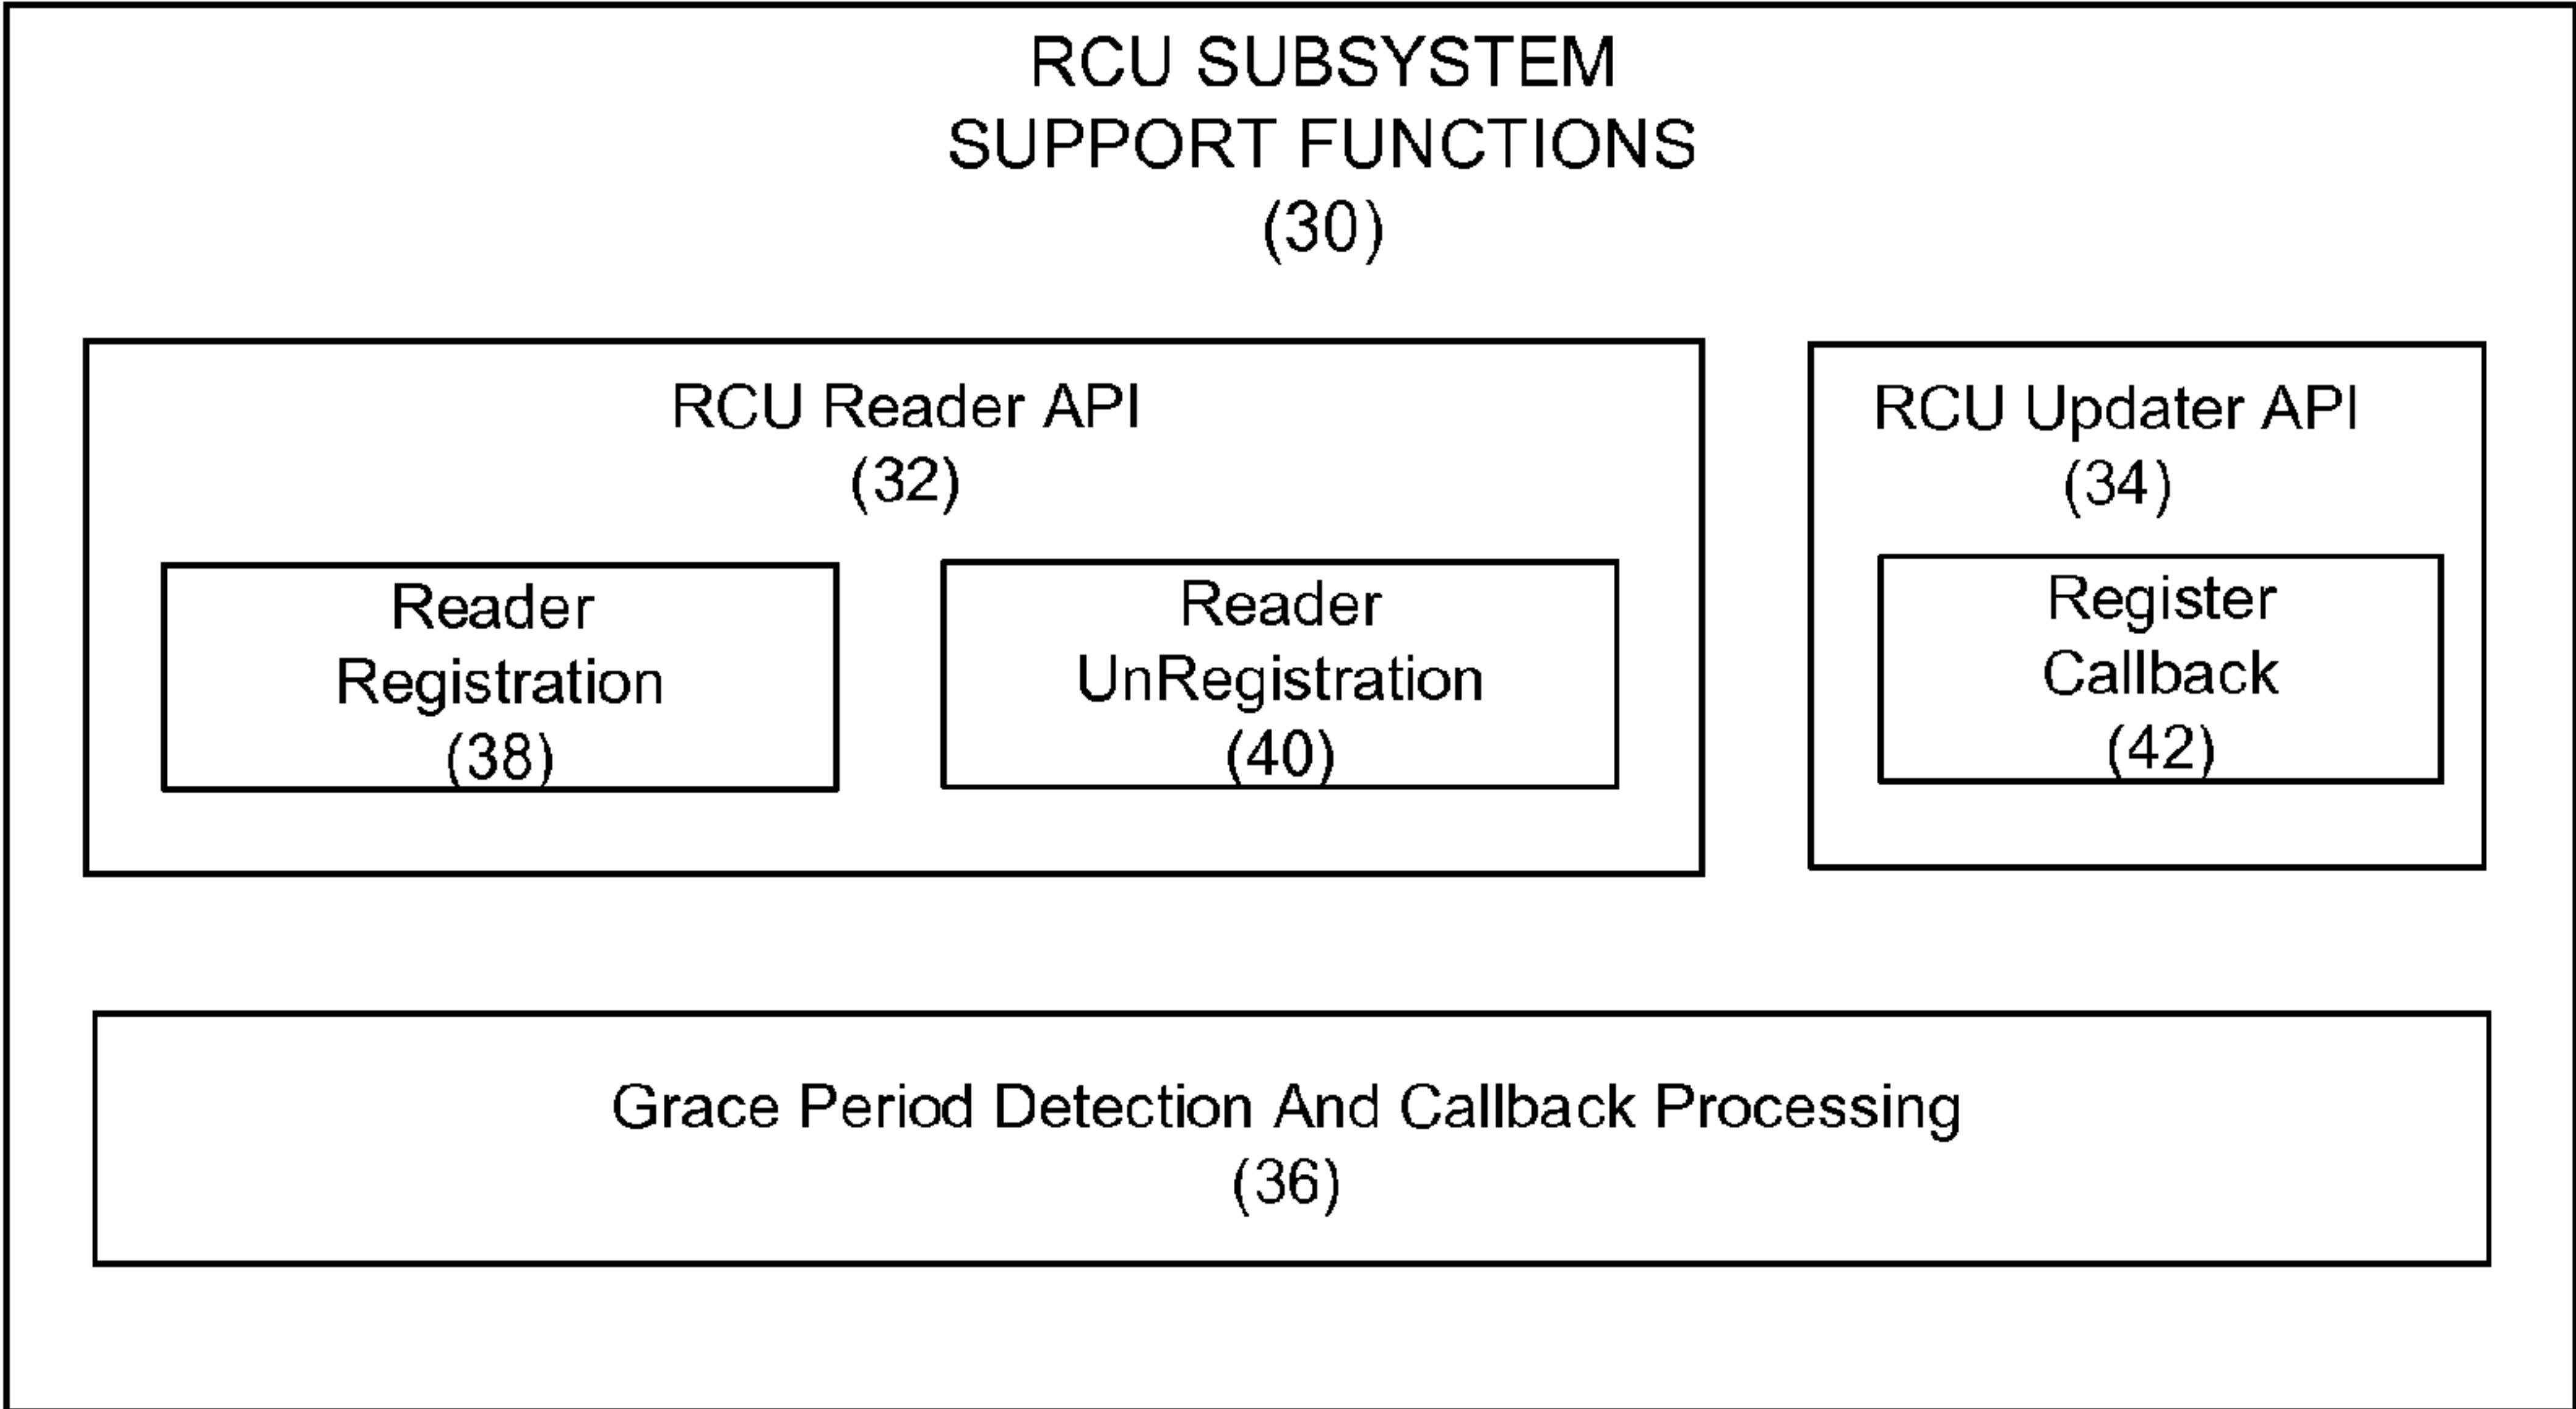 RCU SUBSYSTEM
SUPPORT FUNCTIONS
(30)
RCU Reader API
(32)
Reader
Registration
(38)
Reader
UnRegistration
(40)
RCU Updater API
(34)
Register
Callback
(42)
Grace Period Detection And Callback Processing
(36)